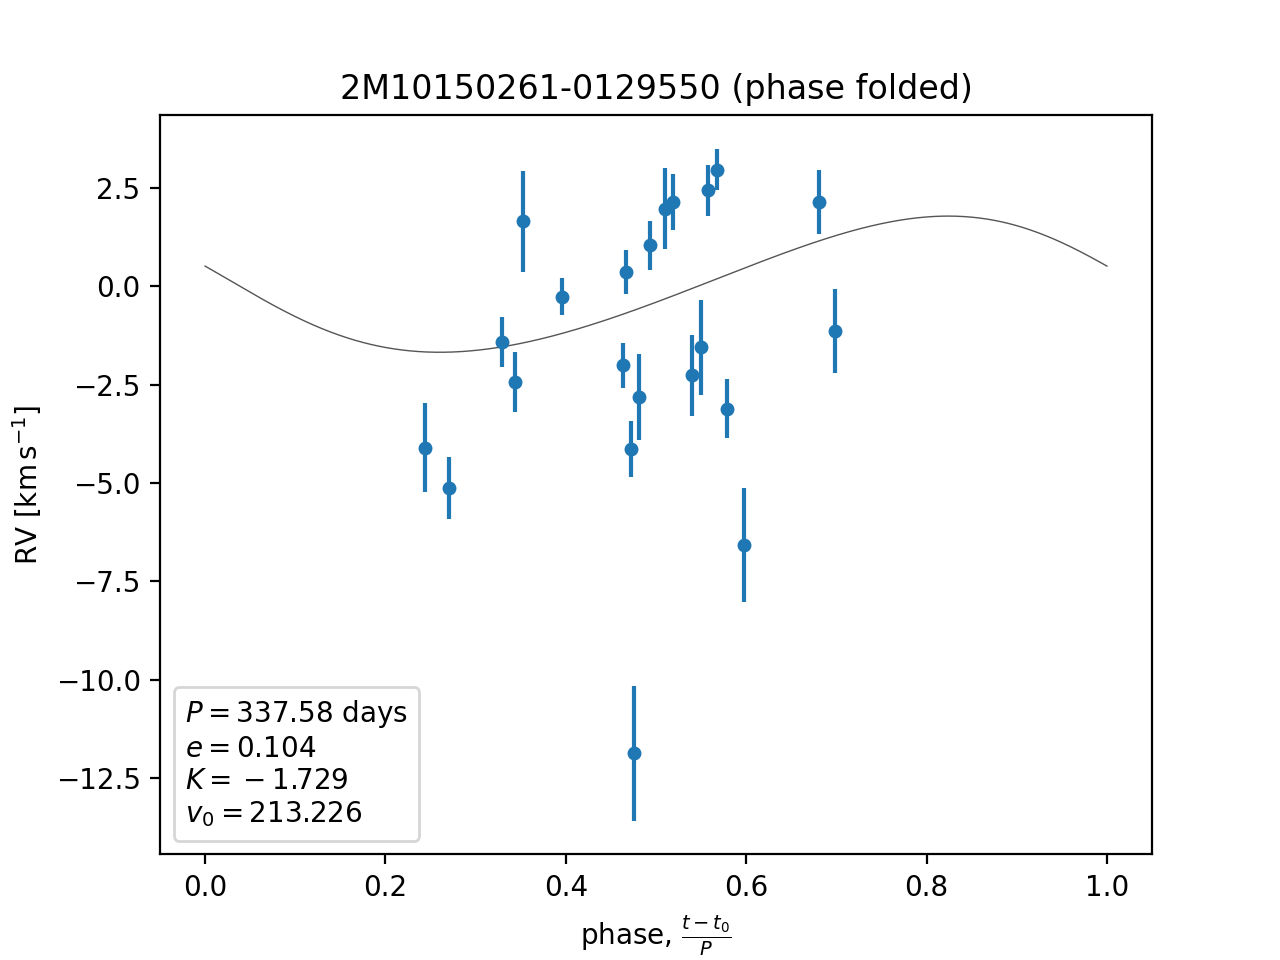 2M10150261-0129550 (phase folded)
RV [km s⁻¹]
2.5
0.0
−2.5
−5.0
−7.5
−10.0
−12.5
P = 337.58 days
e = 0.104
K = −1.729
v₀ = 213.226
0.0 0.2 0.4 0.6 0.8 1.0
phase, (t − t₀)/P